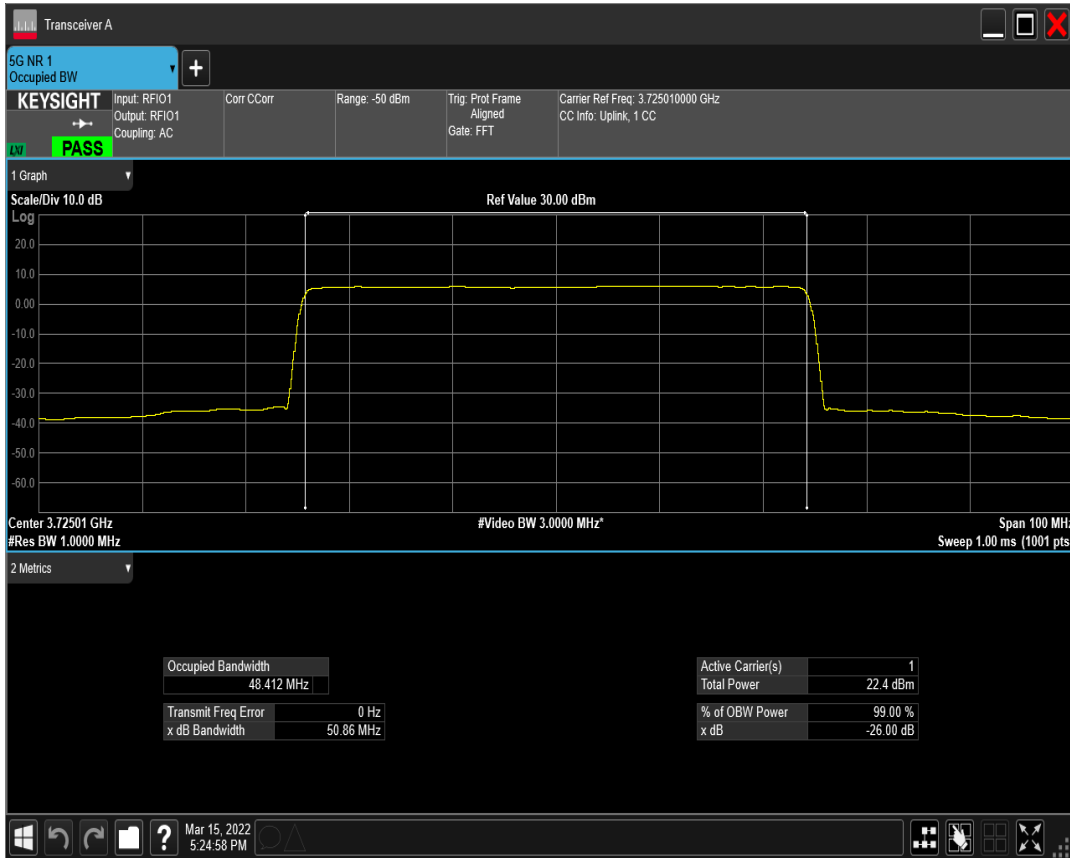 Transceiver A
5G NR 1
Occupied BW
+
KEYSIGHT
LXI
PASS
Input: RFIO1
Output: RFIO1
Coupling: AC
Corr CCorr
Range: -50 dBm
Trig: Prot Frame
Aligned
Gate: FFT
Carrier Ref Freq: 3.725010000 GHz
CC Info: Uplink, 1 CC
1 Graph
Scale/Div 10.0 dB
Ref Value 30.00 dBm
Log
20.0
10.0
0.00
-10.0
-20.0
-30.0
-40.0
-50.0
-60.0
Center 3.72501 GHz
#Video BW 3.0000 MHz*
Span 100 MHz
#Res BW 1.0000 MHz
Sweep 1.00 ms (1001 pts
2 Metrics
Occupied Bandwidth
48.412 MHz
Transmit Freq Error 0 Hz
x dB Bandwidth 50.86 MHz
Active Carrier(s) 1
Total Power 22.4 dBm
% of OBW Power 99.00 %
x dB -26.00 dB
?
Mar 15, 2022
5:24:58 PM